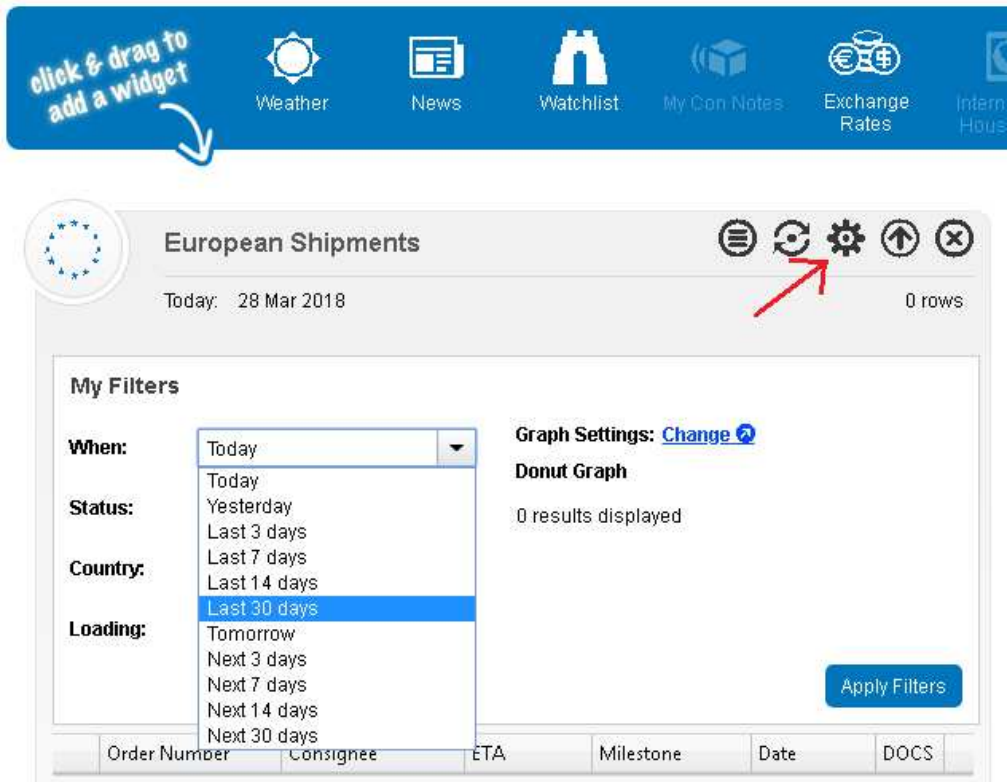 click & drag to
add a widget
Weather
News
Watchlist
My Con Notes
Exchange
Rates
Intern
Hous
European Shipments
Today: 28 Mar 2018
0 rows
My Filters
When:
Today
Graph Settings: Change
Donut Graph
0 results displayed
Status:
Country:
Loading:
Today
Yesterday
Last 3 days
Last 7 days
Last 14 days
Last 30 days
Tomorrow
Next 3 days
Next 7 days
Next 14 days
Next 30 days
Apply Filters
Order Number Consignee ETA Milestone Date DOCS